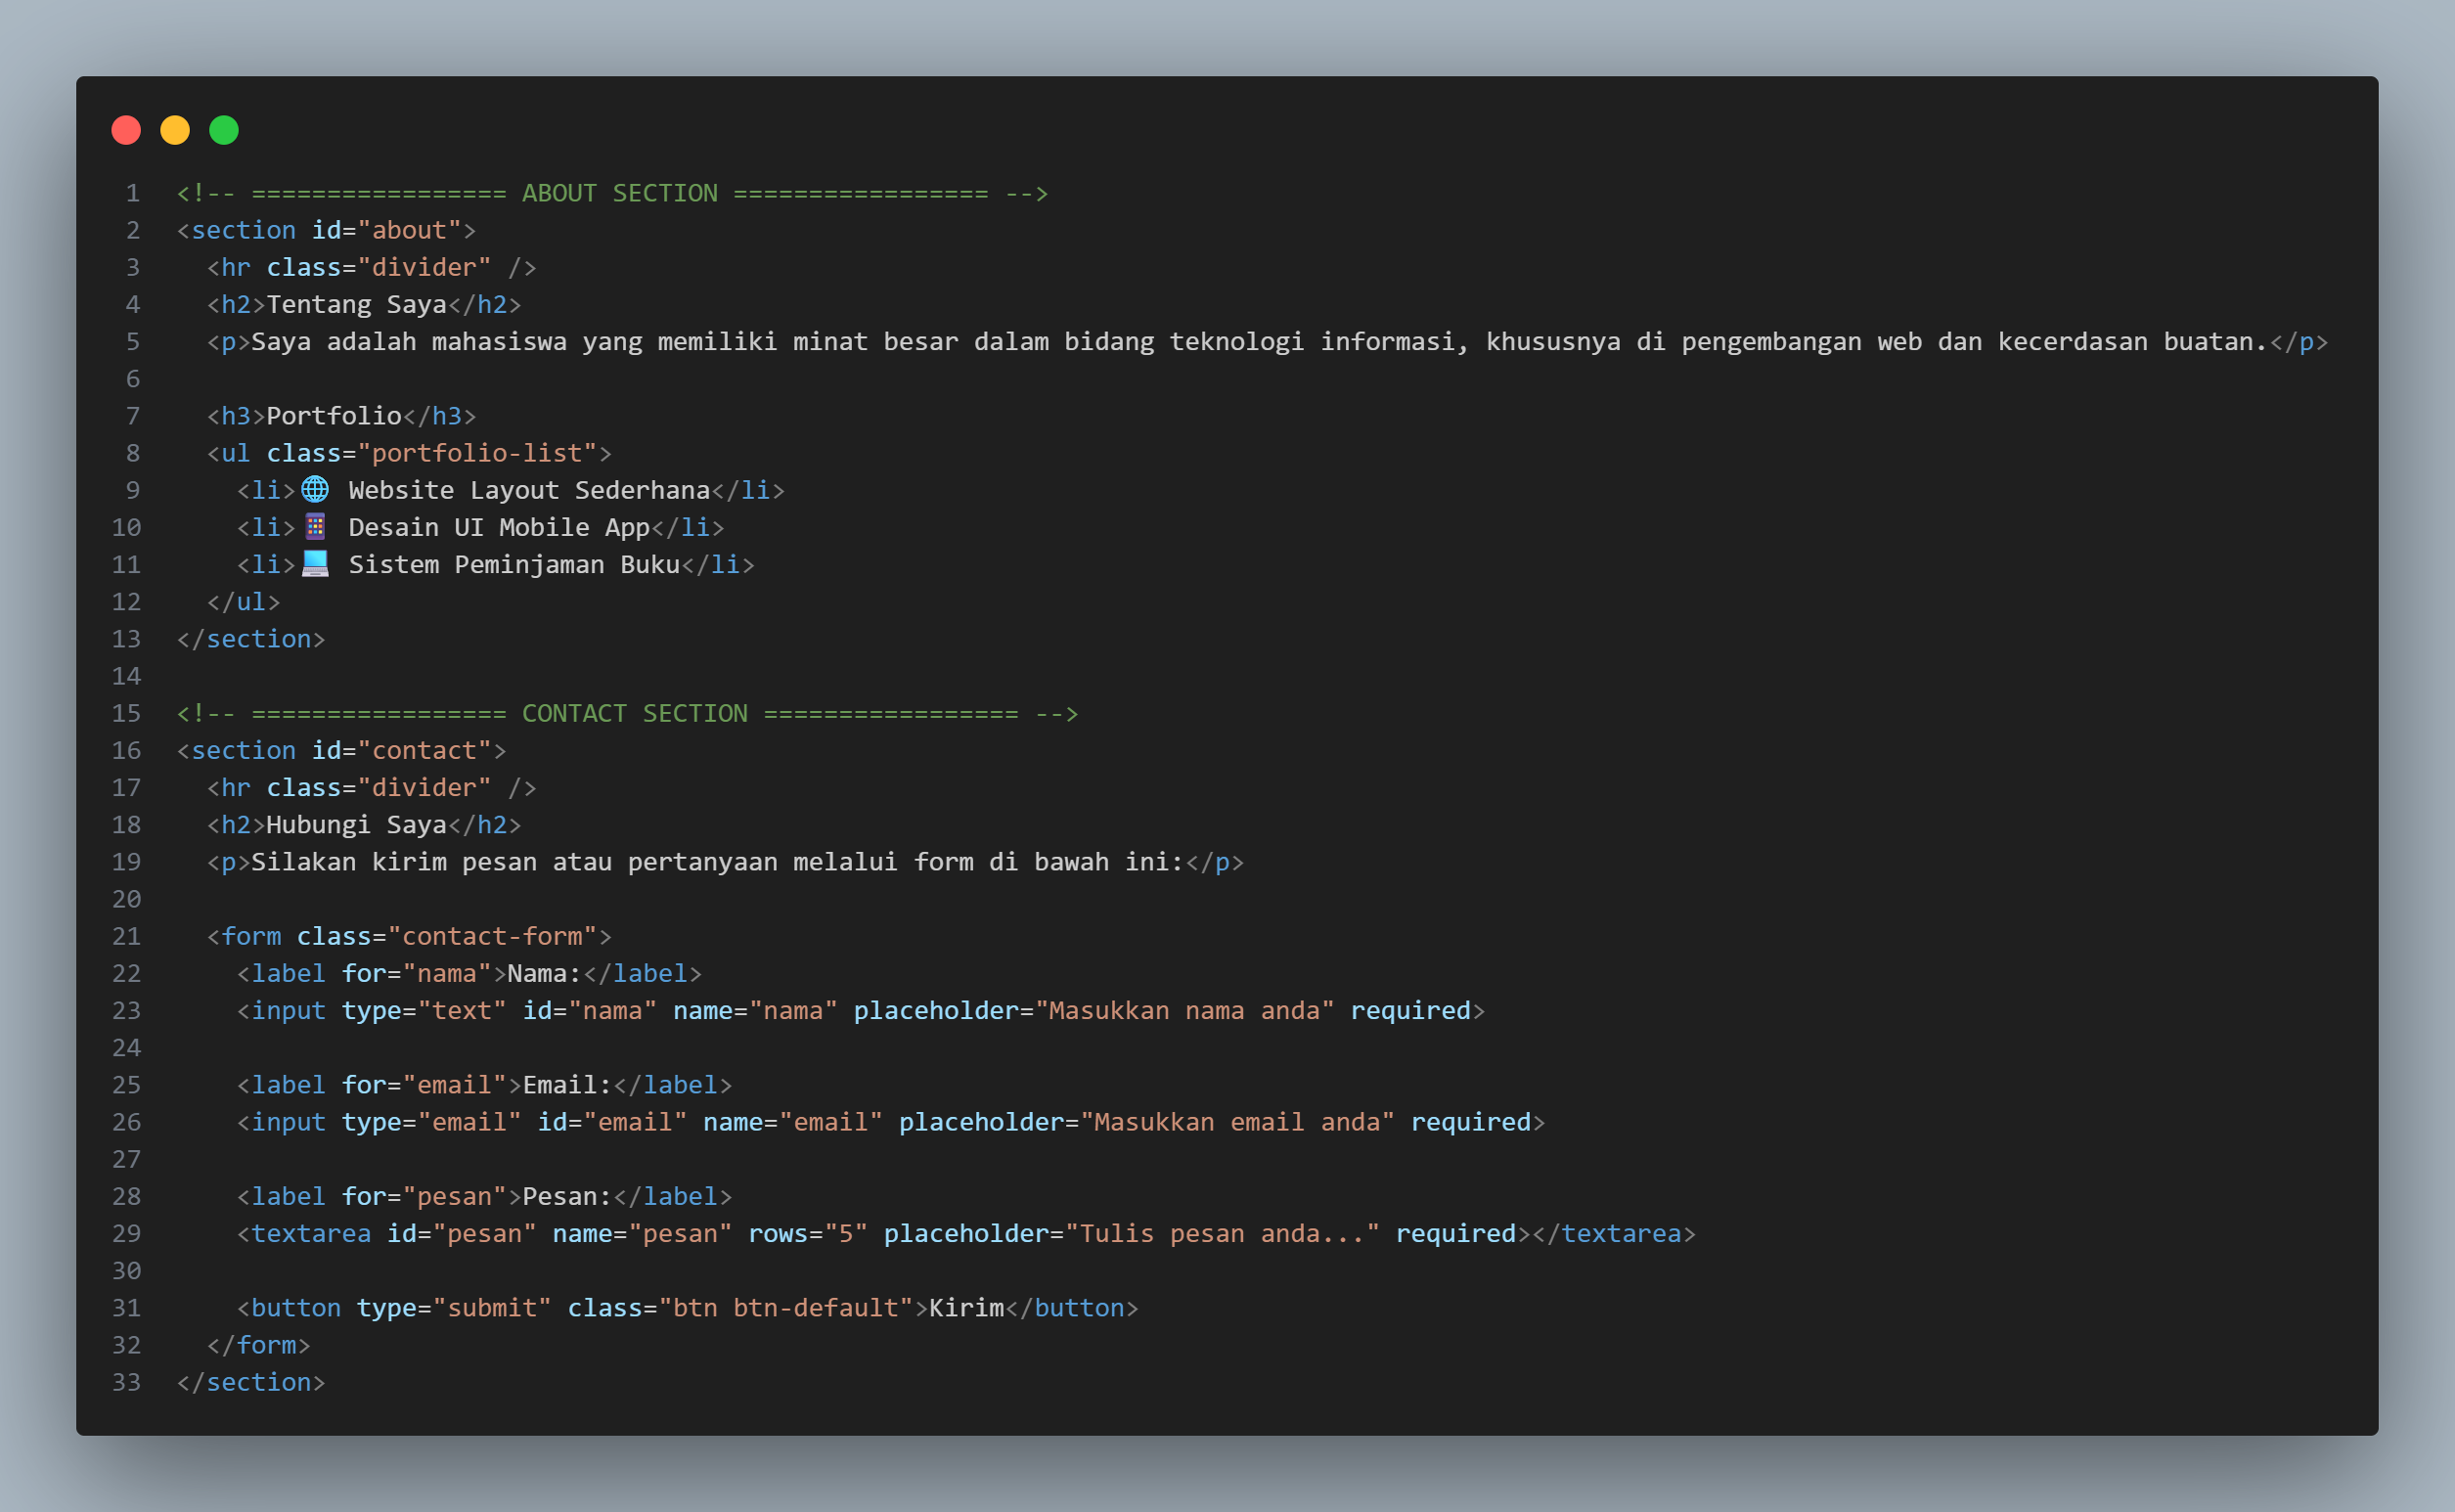 1 <!-- ================= ABOUT SECTION ================= -->
2 <section id="about">
3   <hr class="divider" />
4   <h2>Tentang Saya</h2>
5   <p>Saya adalah mahasiswa yang memiliki minat besar dalam bidang teknologi informasi, khususnya di pengembangan web dan kecerdasan buatan.</p>
6
7   <h3>Portfolio</h3>
8   <ul class="portfolio-list">
9     <li>🌐 Website Layout Sederhana</li>
10     <li>📱 Desain UI Mobile App</li>
11     <li>💻 Sistem Peminjaman Buku</li>
12   </ul>
13 </section>
14
15 <!-- ================= CONTACT SECTION ================= -->
16 <section id="contact">
17   <hr class="divider" />
18   <h2>Hubungi Saya</h2>
19   <p>Silakan kirim pesan atau pertanyaan melalui form di bawah ini:</p>
20
21   <form class="contact-form">
22     <label for="nama">Nama:</label>
23     <input type="text" id="nama" name="nama" placeholder="Masukkan nama anda" required>
24
25     <label for="email">Email:</label>
26     <input type="email" id="email" name="email" placeholder="Masukkan email anda" required>
27
28     <label for="pesan">Pesan:</label>
29     <textarea id="pesan" name="pesan" rows="5" placeholder="Tulis pesan anda..." required></textarea>
30
31     <button type="submit" class="btn btn-default">Kirim</button>
32   </form>
33 </section>